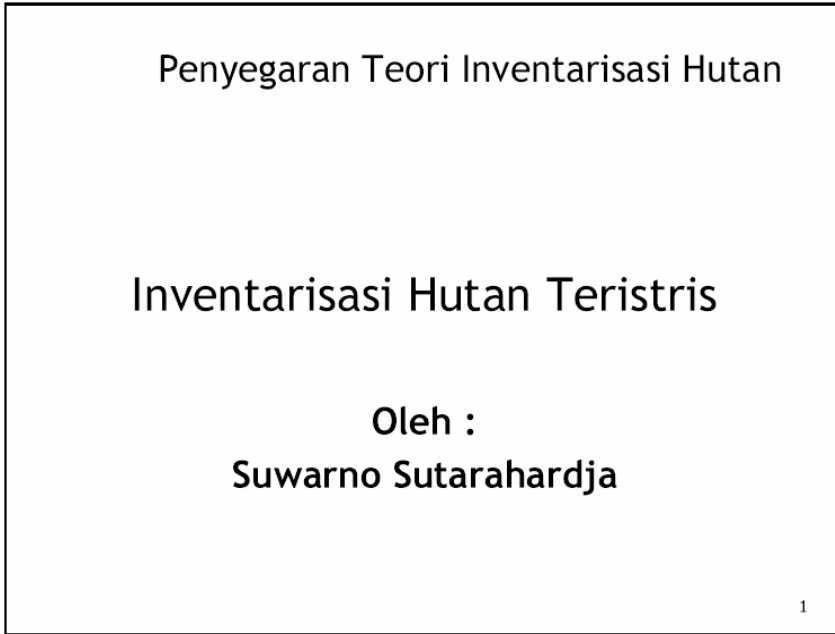 Penyegaran Teori Inventarisasi Hutan
Inventarisasi Hutan Teristris
Oleh :
Suwarno Sutarahardja
1